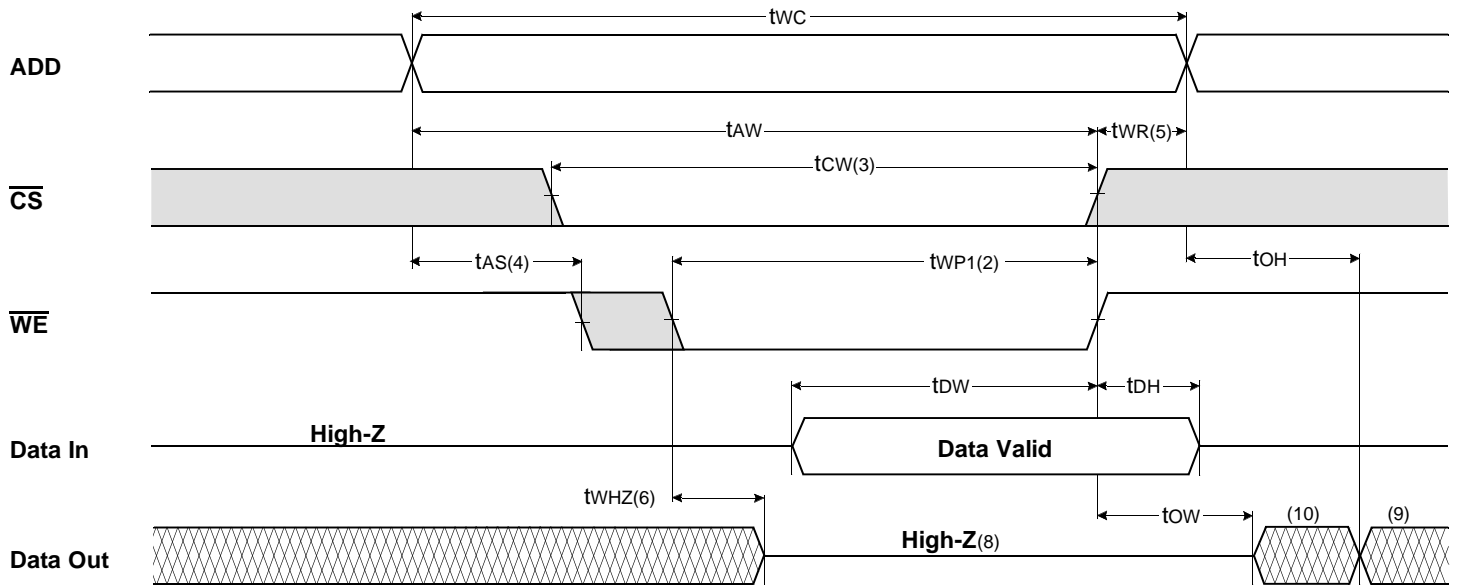 tWC
ADD
tAW
tWR(5)
tCW(3)
CS
tAS(4)
tWP1(2)
tOH
WE
tDW
tDH
High-Z
Data In
Data Valid
tWHZ(6)
tOW
(10)
(9)
High-Z(8)
Data Out